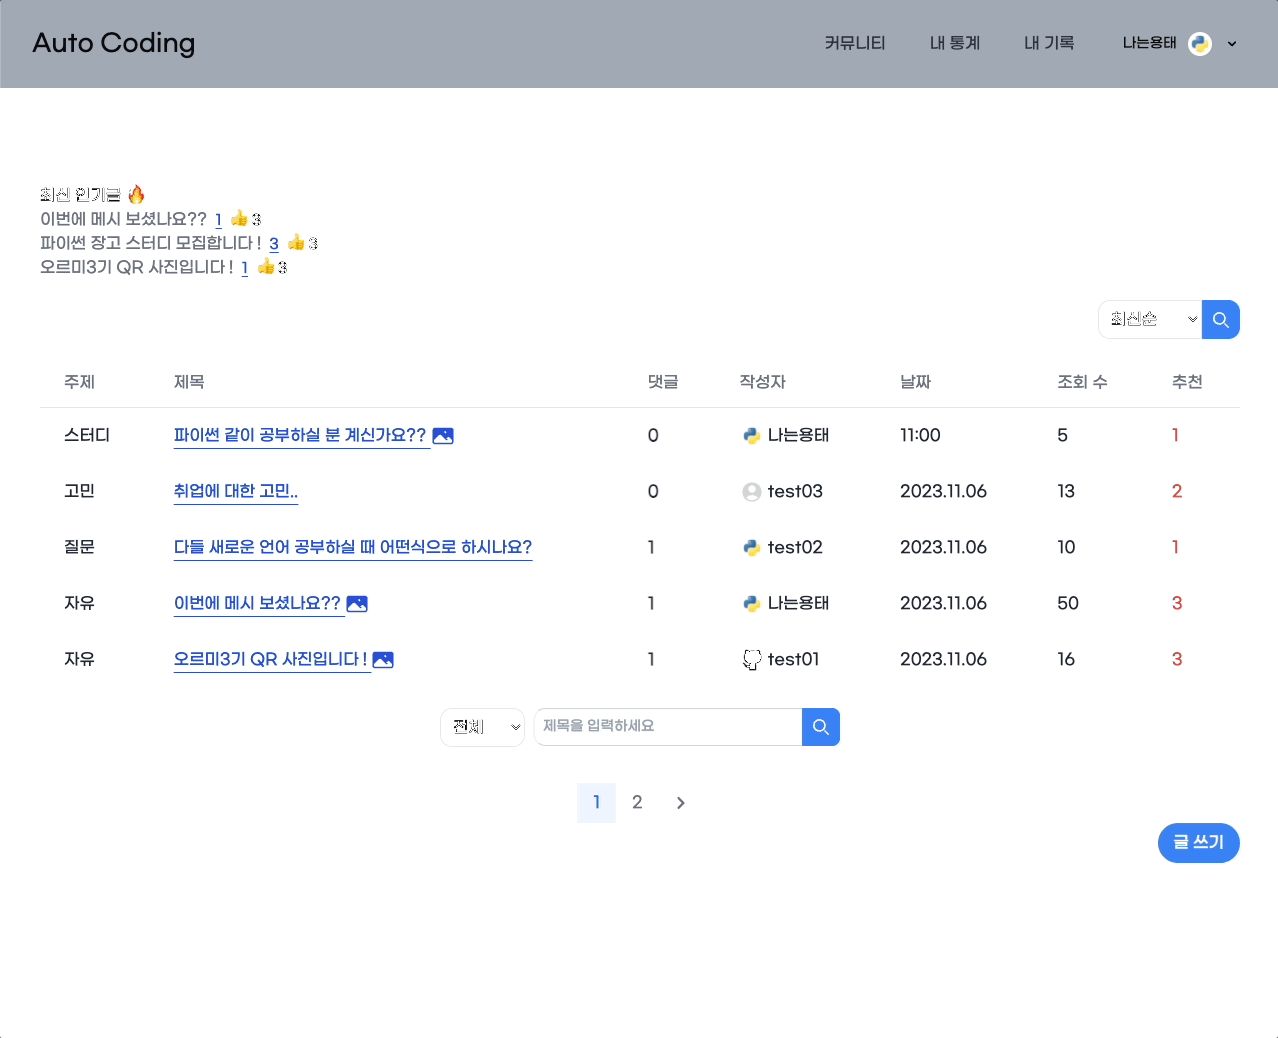 Auto Coding 커뮤니티 내 통계 내 기록 나는용태
최신 인기글 🔥
이번에 메시 보셨나요?? 1 👍3
파이썬 장고 스터디 모집합니다! 3 👍3
오르미3기 QR 사진입니다! 1 👍3
최신순
주제 제목 댓글 작성자 날짜 조회 수 추천
스터디 파이썬 같이 공부하실 분 계신가요?? 0 나는용태 11:00 5 1
고민 취업에 대한 고민.. 0 test03 2023.11.06 13 2
질문 다들 새로운 언어 공부하실 때 어떤식으로 하시나요? 1 test02 2023.11.06 10 1
자유 이번에 메시 보셨나요?? 1 나는용태 2023.11.06 50 3
자유 오르미3기 QR 사진입니다! 1 test01 2023.11.06 16 3
전체 제목을 입력하세요
1 2
글 쓰기